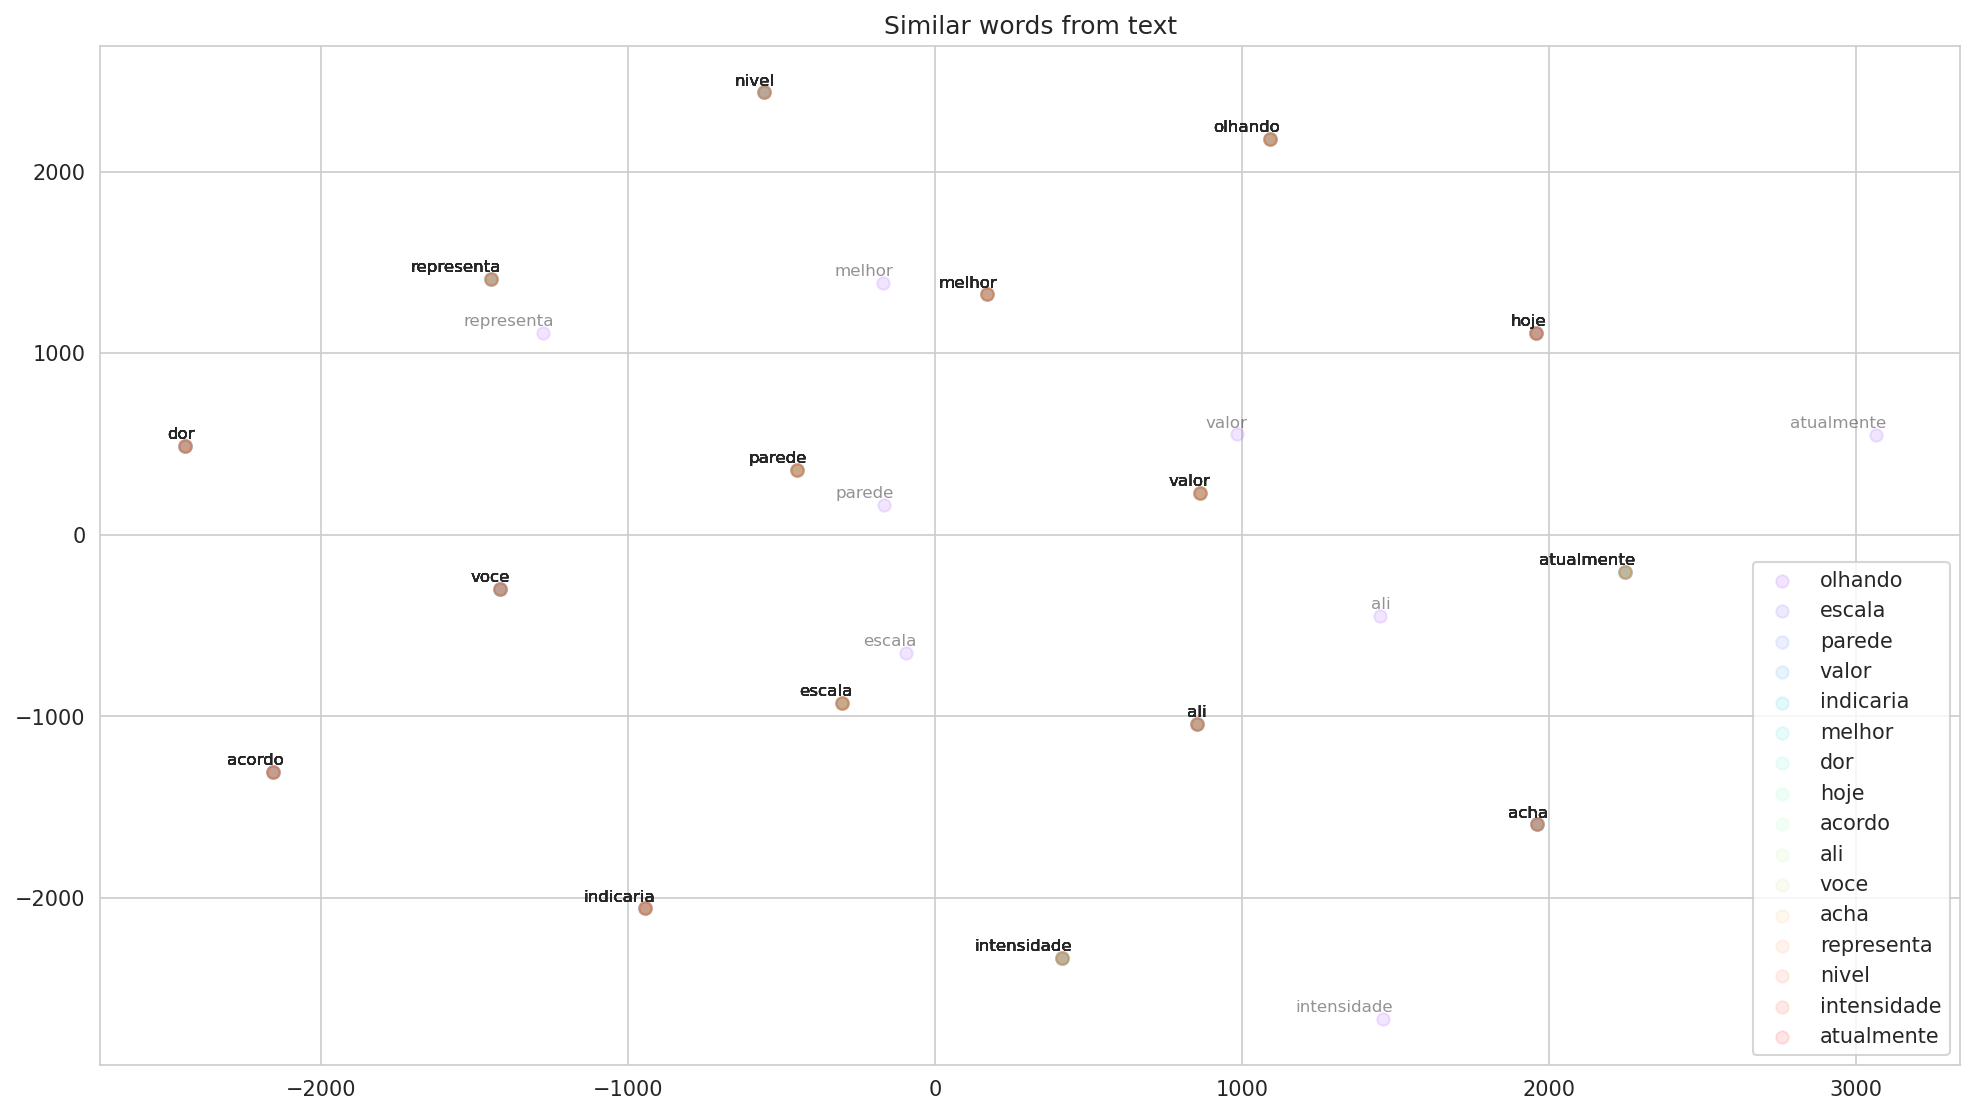 Similar words from text
nivel
olhando
representa
melhor
melhor
representa
hoje
dor
valor
atualmente
parede
valor
parede
atualmente
voce
ali
escala
escala
ali
acordo
acha
indicaria
intensidade
intensidade
2000
1000
0
−1000
−2000
−2000
−1000
0
1000
2000
3000
olhando
escala
parede
valor
indicaria
melhor
dor
hoje
acordo
ali
voce
acha
representa
nivel
intensidade
atualmente